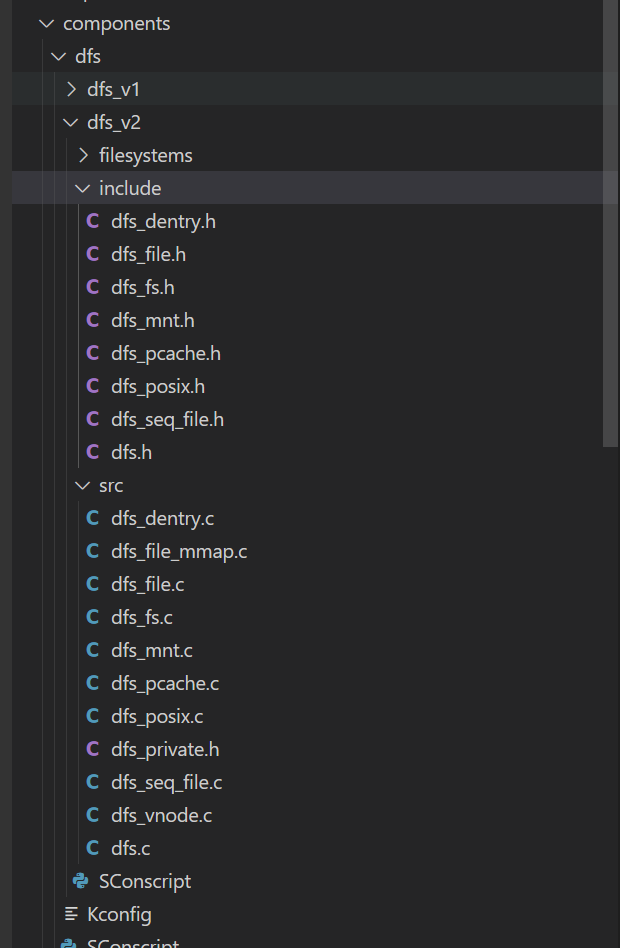 components
dfs
dfs_v1
dfs_v2
filesystems
include
C dfs_dentry.h
C dfs_file.h
C dfs_fs.h
C dfs_mnt.h
C dfs_pcache.h
C dfs_posix.h
C dfs_seq_file.h
C dfs.h
src
C dfs_dentry.c
C dfs_file_mmap.c
C dfs_file.c
C dfs_fs.c
C dfs_mnt.c
C dfs_pcache.c
C dfs_posix.c
C dfs_private.h
C dfs_seq_file.c
C dfs_vnode.c
C dfs.c
SConscript
Kconfig
SConscript